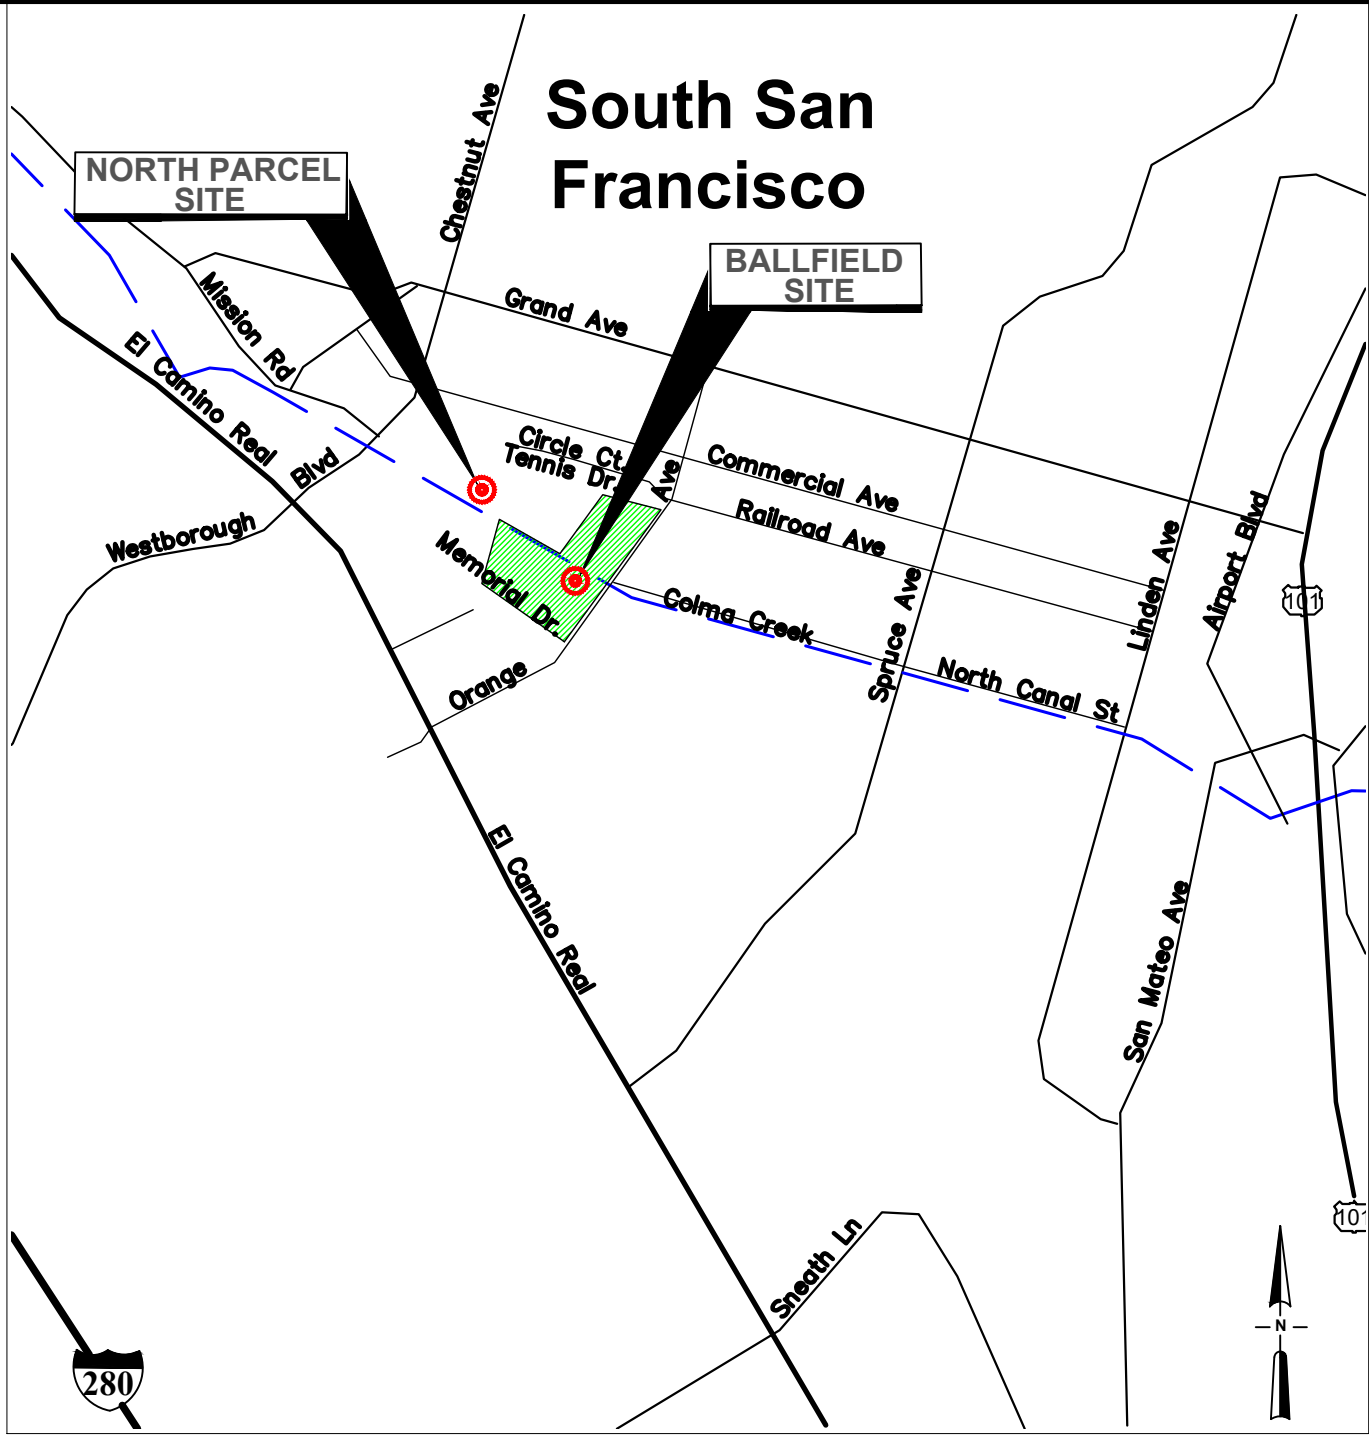 South San
Francisco
Chestnut Ave
NORTH PARCEL
SITE
BALLFIELD
SITE
Mission Rd
Grand Ave
El Camino Real
Circle Ct.
Tennis Dr.
Ave
Commercial Ave
Blvd
Westborough
Railroad Ave
Memorial Dr.
Colma Creek
Spruce Ave
Linden Ave
Airport Blvd
101
Orange
North Canal St
El Camino Real
San Mateo Ave
Sneath Ln
101
N
280